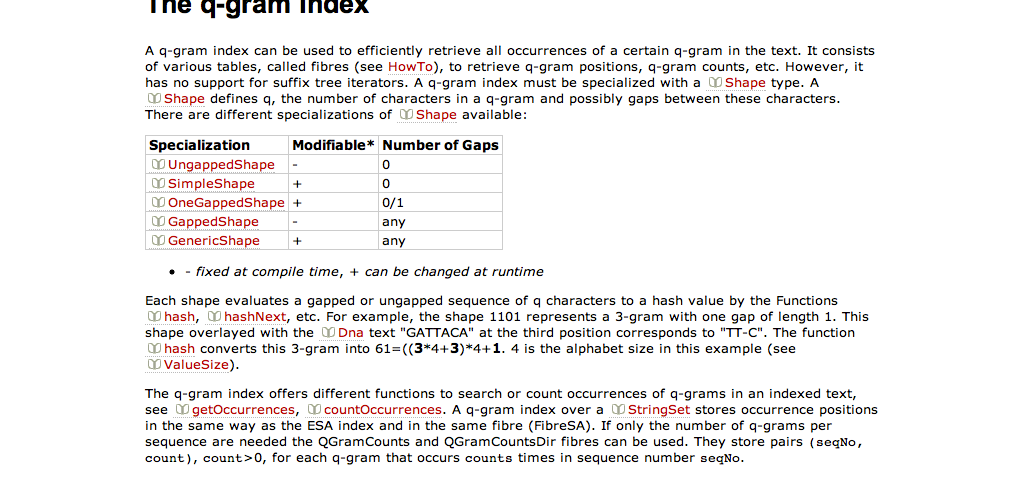 The q-gram Index
A q-gram index can be used to efficiently retrieve all occurrences of a certain q-gram in the text. It consists
of various tables, called fibres (see HowTo), to retrieve q-gram positions, q-gram counts, etc. However, it
has no support for suffix tree iterators. A q-gram index must be specialized with a Shape type. A
Shape defines q, the number of characters in a q-gram and possibly gaps between these characters.
There are different specializations of Shape available:
Specialization Modifiable* Number of Gaps
UngappedShape - 0
SimpleShape + 0
OneGappedShape + 0/1
GappedShape - any
GenericShape + any
• - fixed at compile time, + can be changed at runtime
Each shape evaluates a gapped or ungapped sequence of q characters to a hash value by the Functions
hash, hashNext, etc. For example, the shape 1101 represents a 3-gram with one gap of length 1. This
shape overlayed with the Dna text "GATTACA" at the third position corresponds to "TT-C". The function
hash converts this 3-gram into 61=((3*4+3)*4+1. 4 is the alphabet size in this example (see
ValueSize).
The q-gram index offers different functions to search or count occurrences of q-grams in an indexed text,
see getOccurrences, countOccurrences. A q-gram index over a StringSet stores occurrence positions
in the same way as the ESA index and in the same fibre (FibreSA). If only the number of q-grams per
sequence are needed the QGramCounts and QGramCountsDir fibres can be used. They store pairs (seqNo,
count), count>0, for each q-gram that occurs counts times in sequence number seqNo.